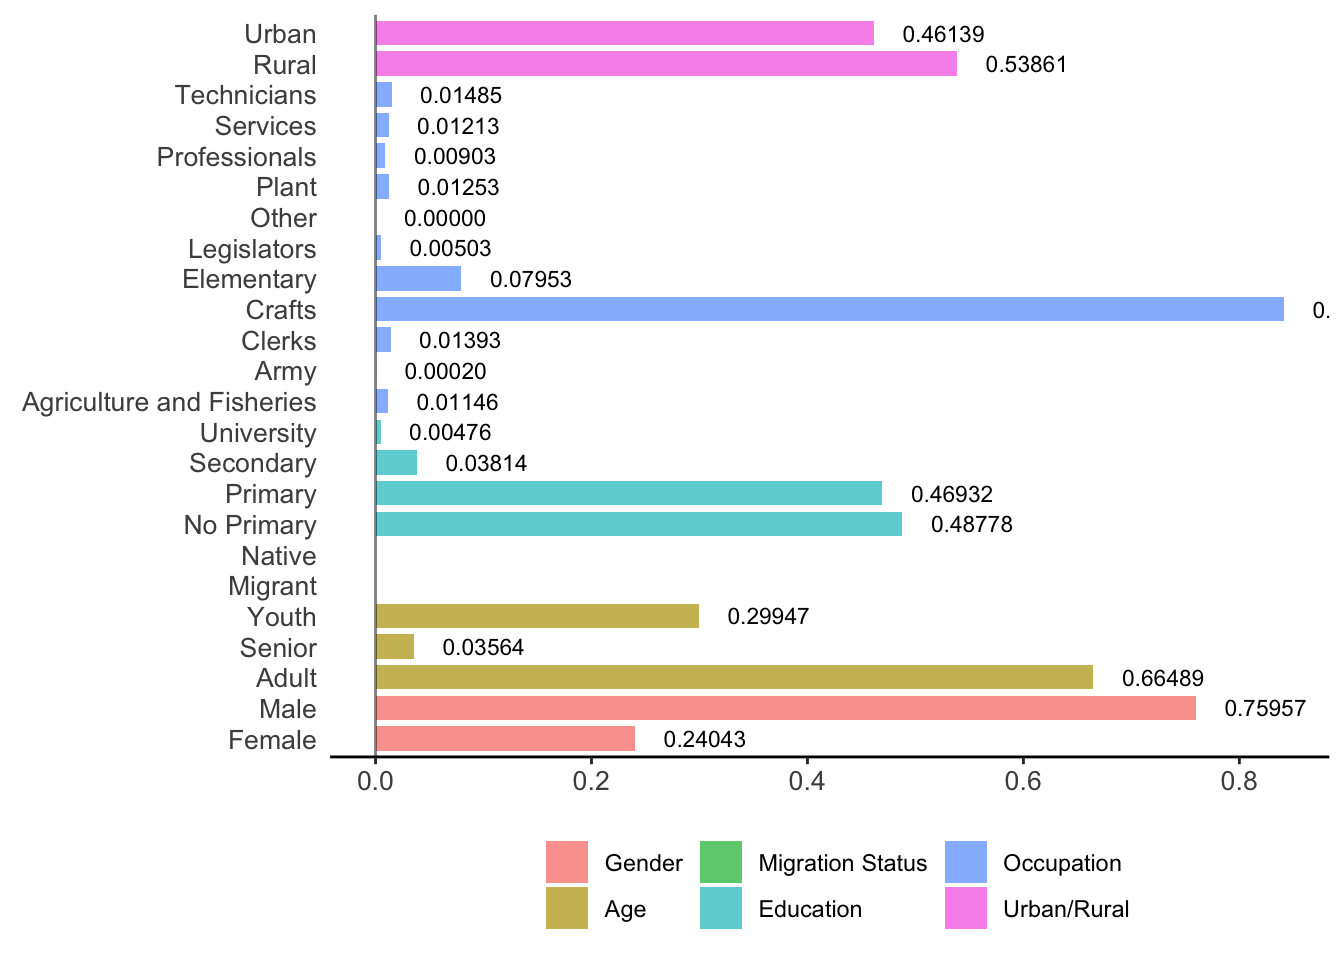 Urban 0.46139
Rural 0.53861
Technicians 0.01485
Services 0.01213
Professionals 0.00903
Plant 0.01253
Other 0.00000
Legislators 0.00503
Elementary 0.07953
Crafts 0.
Clerks 0.01393
Army 0.00020
Agriculture and Fisheries 0.01146
University 0.00476
Secondary 0.03814
Primary 0.46932
No Primary 0.48778
Native
Migrant
Youth 0.29947
Senior 0.03564
Adult 0.66489
Male 0.75957
Female 0.24043
0.0 0.2 0.4 0.6 0.8
Gender Migration Status Occupation
Age Education Urban/Rural